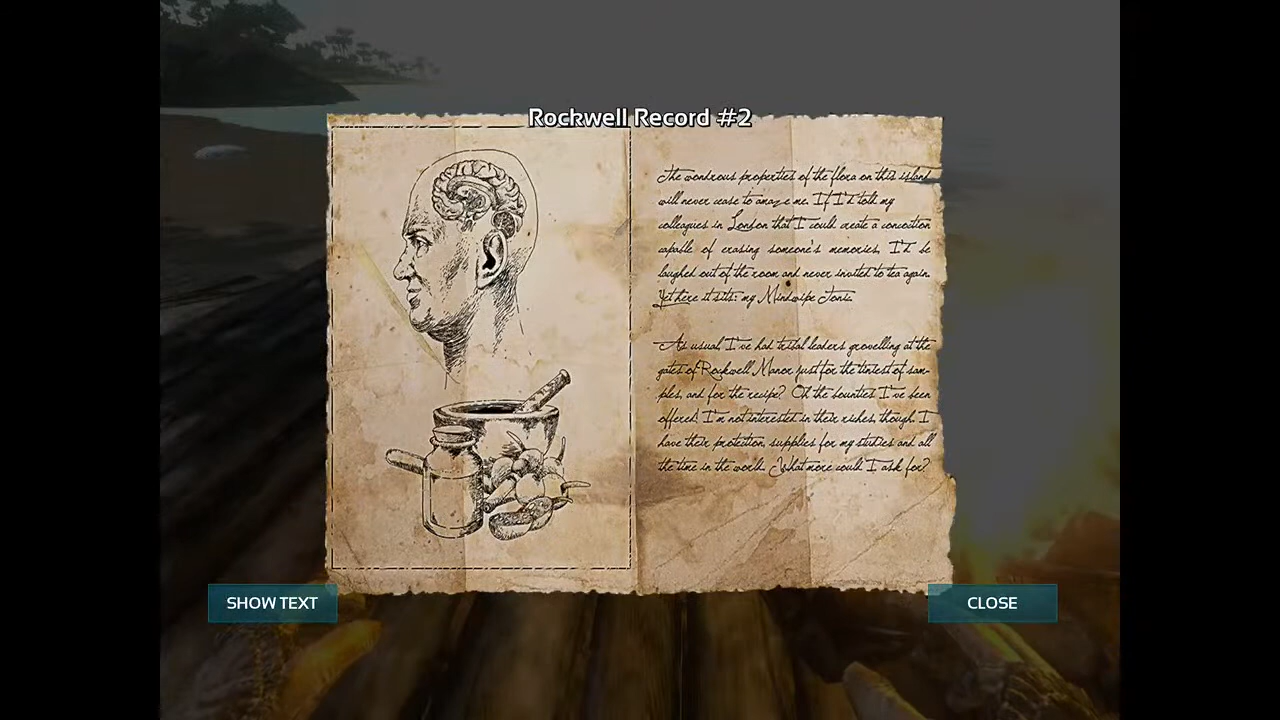 Rockwell Record #2
The wondrous properties of the flora on this island
will never cease to amaze me. If I'd told my
colleagues in London that I could create a concoction
capable of erasing someone's memories, I'd be
laughed out of the room and never invited to tea again.
Yet here it sits: my Mindwipe Tonic.
As usual, I've had tribal leaders grovelling at the
gates of Rockwell Manor just for the tiniest of sam-
ples, and for the recipe? Oh the bounties I've been
offered! I'm not interested in their riches, though. I
have their protection, supplies for my studies and all
the time in the world. What more could I ask for?
SHOW TEXT
CLOSE